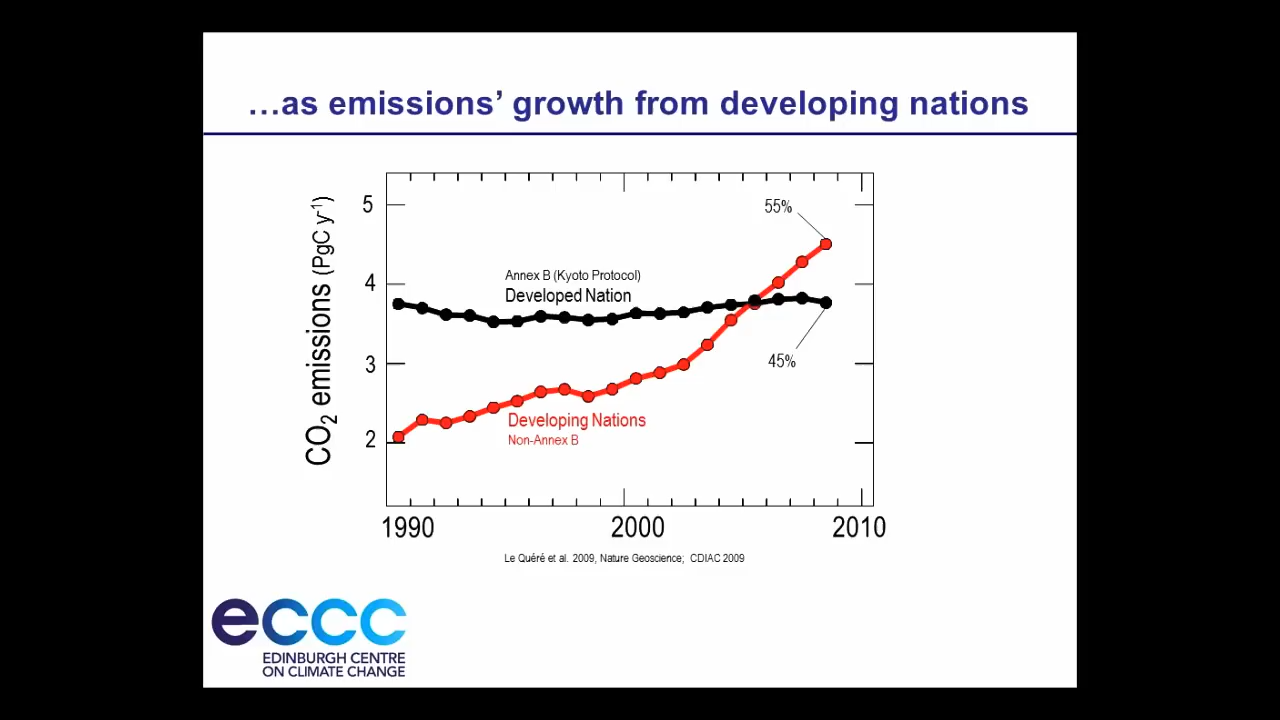 …as emissions’ growth from developing nations
CO2 emissions (PgC y-1)
5
4
3
2
55%
Annex B (Kyoto Protocol)
Developed Nation
45%
Developing Nations
Non-Annex B
1990
2000
2010
Le Quéré et al. 2009, Nature Geoscience; CDIAC 2009
eccc
EDINBURGH CENTRE
ON CLIMATE CHANGE